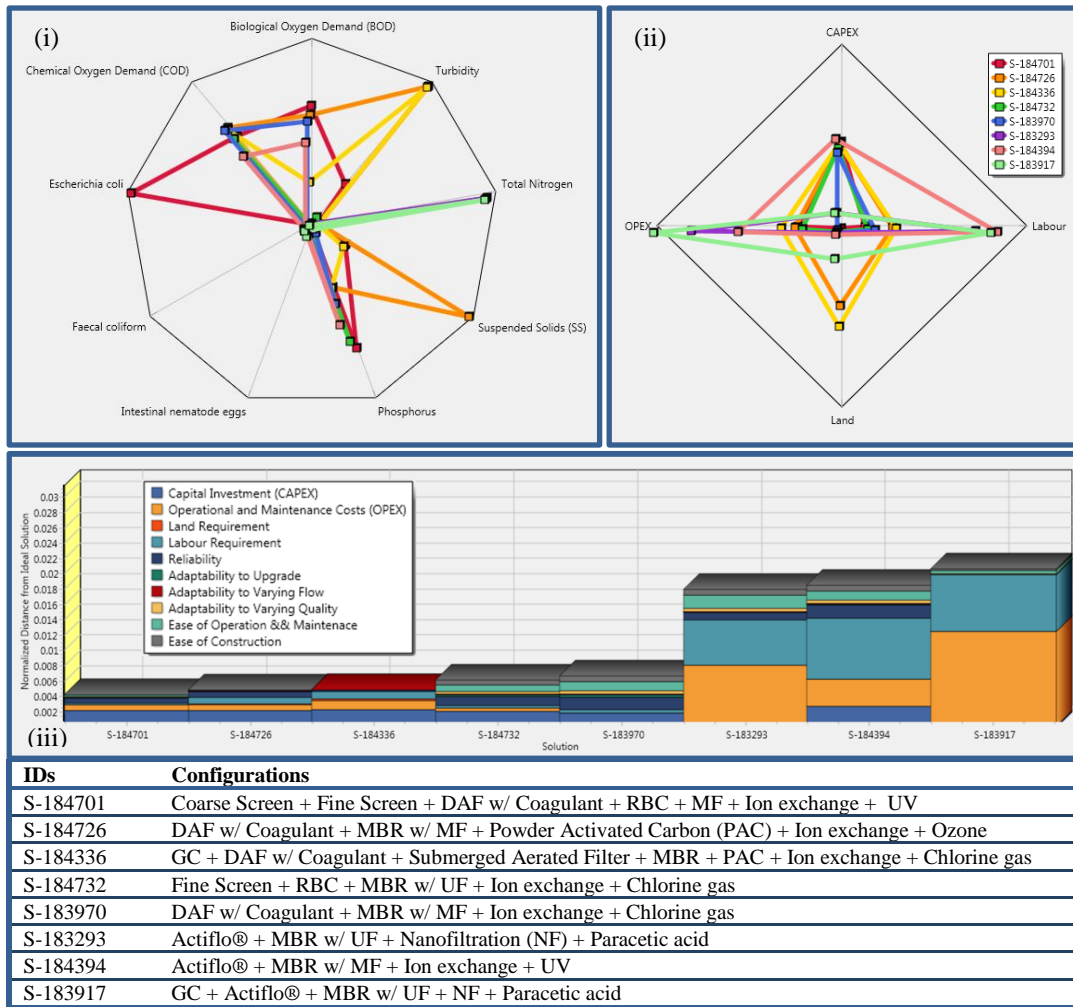 (i)
Biological Oxygen Demand (BOD)
Chemical Oxygen Demand (COD)
Turbidity
Escherichia coli
Total Nitrogen
Faecal coliform
Suspended Solids (SS)
Intestinal nematode eggs
Phosphorus
(ii)
CAPEX
S-184701
S-184726
S-184336
S-184732
S-183970
S-183293
S-184394
S-183917
OPEX
Labour
Land
Normalized Distance from Ideal Solution
0.03
0.028
0.026
0.024
0.022
0.02
0.018
0.016
0.014
0.012
0.01
0.008
0.006
0.004
0.002
Capital Investment (CAPEX)
Operational and Maintenance Costs (OPEX)
Land Requirement
Labour Requirement
Reliability
Adaptability to Upgrade
Adaptability to Varying Flow
Adaptability to Varying Quality
Ease of Operation && Maintenace
Ease of Construction
(iii)
S-184701 S-184726 S-184336 S-184732 S-183970 S-183293 S-184394 S-183917
Solution
IDs Configurations
S-184701 Coarse Screen + Fine Screen + DAF w/ Coagulant + RBC + MF + Ion exchange + UV
S-184726 DAF w/ Coagulant + MBR w/ MF + Powder Activated Carbon (PAC) + Ion exchange + Ozone
S-184336 GC + DAF w/ Coagulant + Submerged Aerated Filter + MBR + PAC + Ion exchange + Chlorine gas
S-184732 Fine Screen + RBC + MBR w/ UF + Ion exchange + Chlorine gas
S-183970 DAF w/ Coagulant + MBR w/ MF + Ion exchange + Chlorine gas
S-183293 Actiflo® + MBR w/ UF + Nanofiltration (NF) + Paracetic acid
S-184394 Actiflo® + MBR w/ MF + Ion exchange + UV
S-183917 GC + Actiflo® + MBR w/ UF + NF + Paracetic acid